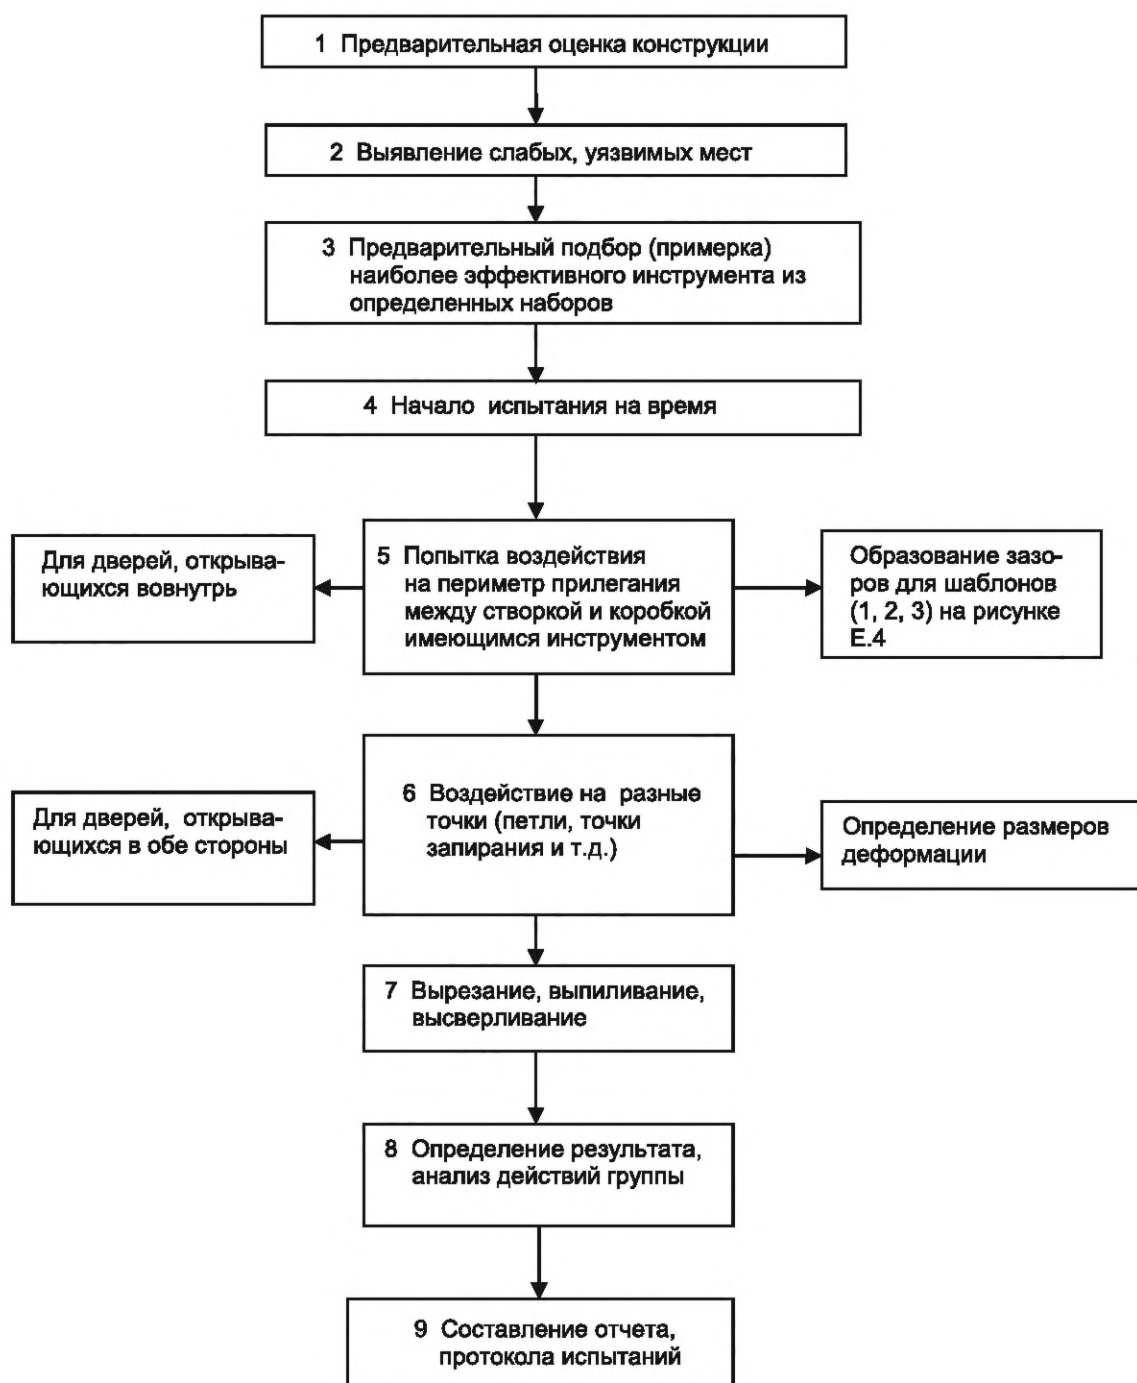 1 Предварительная оценка конструкции
2 Выявление слабых, уязвимых мест
3 Предварительный подбор (примерка)
наиболее эффективного инструмента из
определенных наборов
4 Начало испытания на время
Для дверей, открыва-
ющихся вовнутрь
5 Попытка воздействия
на периметр прилегания
между створкой и коробкой
имеющимся инструментом
Образование зазо-
ров для шаблонов
(1, 2, 3) на рисунке
Е.4
Для дверей, открыва-
ющихся в обе стороны
6 Воздействие на разные
точки (петли, точки
запирания и т.д.)
Определение размеров
деформации
7 Вырезание, выпиливание,
высверливание
8 Определение результата,
анализ действий группы
9 Составление отчета,
протокола испытаний